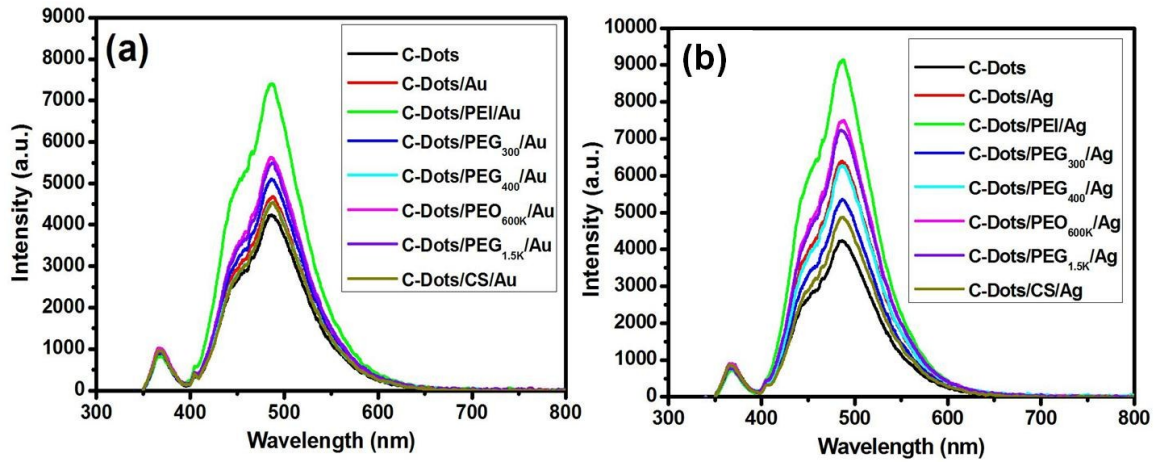 (a)
9000
8000
7000
6000
5000
4000
3000
2000
1000
0
Intensity (a.u.)
C-Dots
C-Dots/Au
C-Dots/PEI/Au
C-Dots/PEG300/Au
C-Dots/PEG400/Au
C-Dots/PEO600K/Au
C-Dots/PEG1.5K/Au
C-Dots/CS/Au
300 400 500 600 700 800
Wavelength (nm)
(b)
10000
9000
8000
7000
6000
5000
4000
3000
2000
1000
0
Intensity (a.u.)
C-Dots
C-Dots/Ag
C-Dots/PEI/Ag
C-Dots/PEG300/Ag
C-Dots/PEG400/Ag
C-Dots/PEO600K/Ag
C-Dots/PEG1.5K/Ag
C-Dots/CS/Ag
300 400 500 600 700 800
Wavelength (nm)